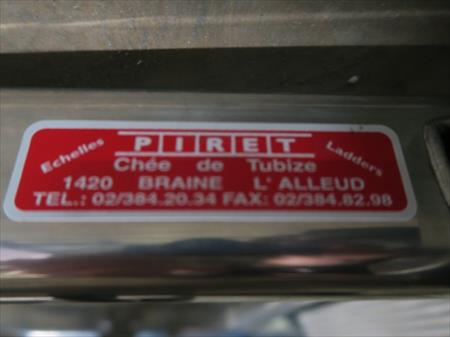 Echelles PIRET Ladders
Chée de Tubize
1420 BRAINE L'ALLEUD
TEL.: 02/384.20.34 FAX: 02/384.82.98